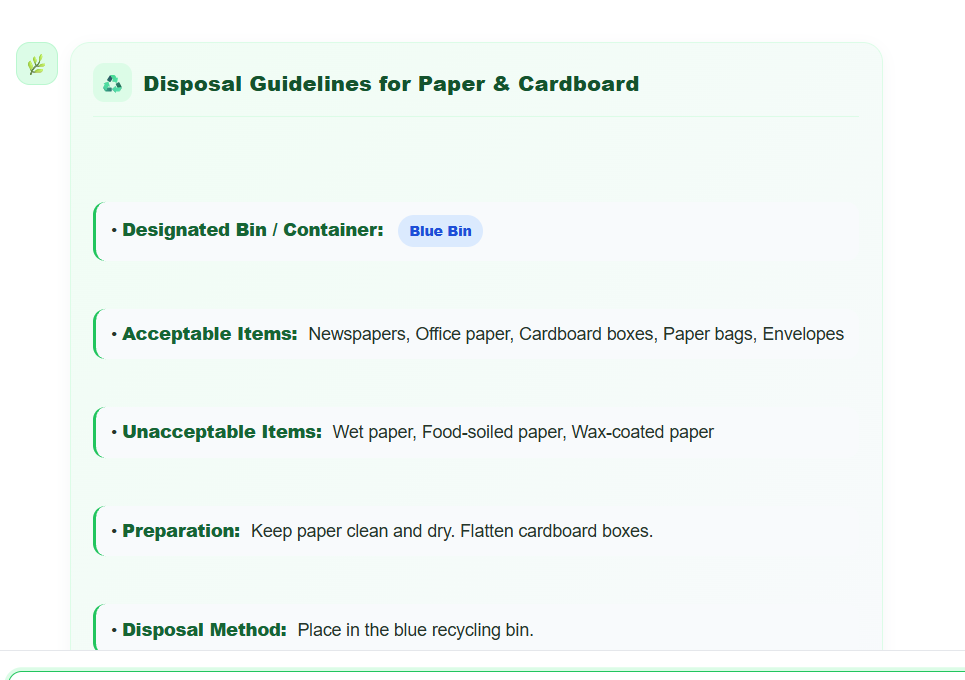 Disposal Guidelines for Paper & Cardboard
• Designated Bin / Container: Blue Bin
• Acceptable Items: Newspapers, Office paper, Cardboard boxes, Paper bags, Envelopes
• Unacceptable Items: Wet paper, Food-soiled paper, Wax-coated paper
• Preparation: Keep paper clean and dry. Flatten cardboard boxes.
• Disposal Method: Place in the blue recycling bin.